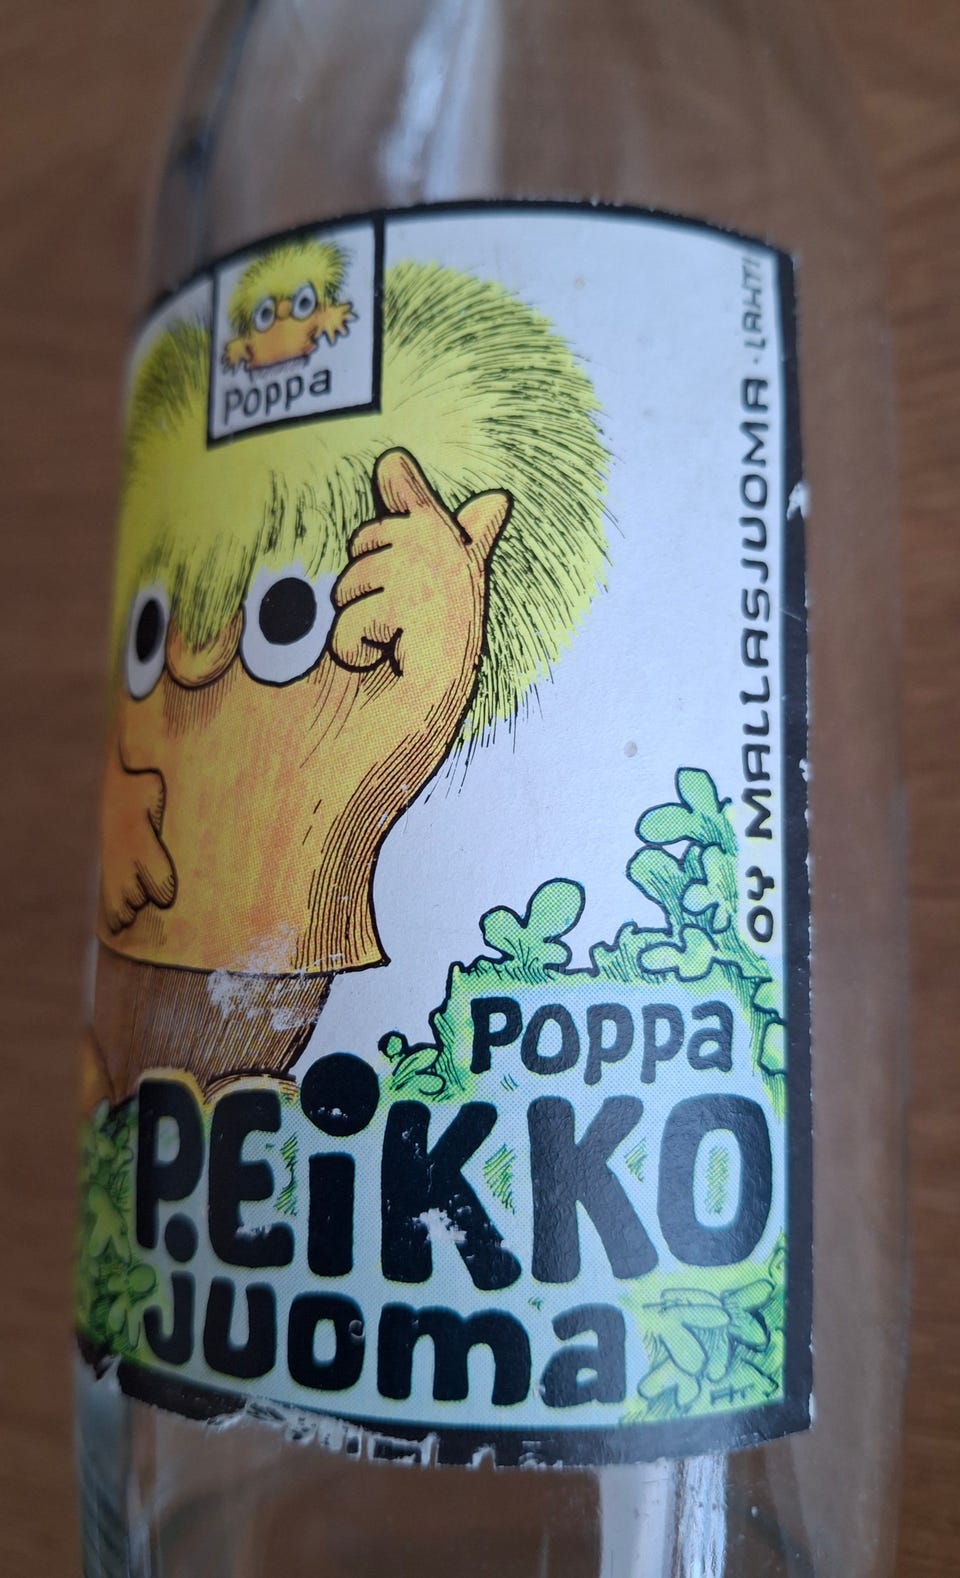 poppa
OY MALLASJUOMA · LAHTI
POPPA
PEiKKO
juoma